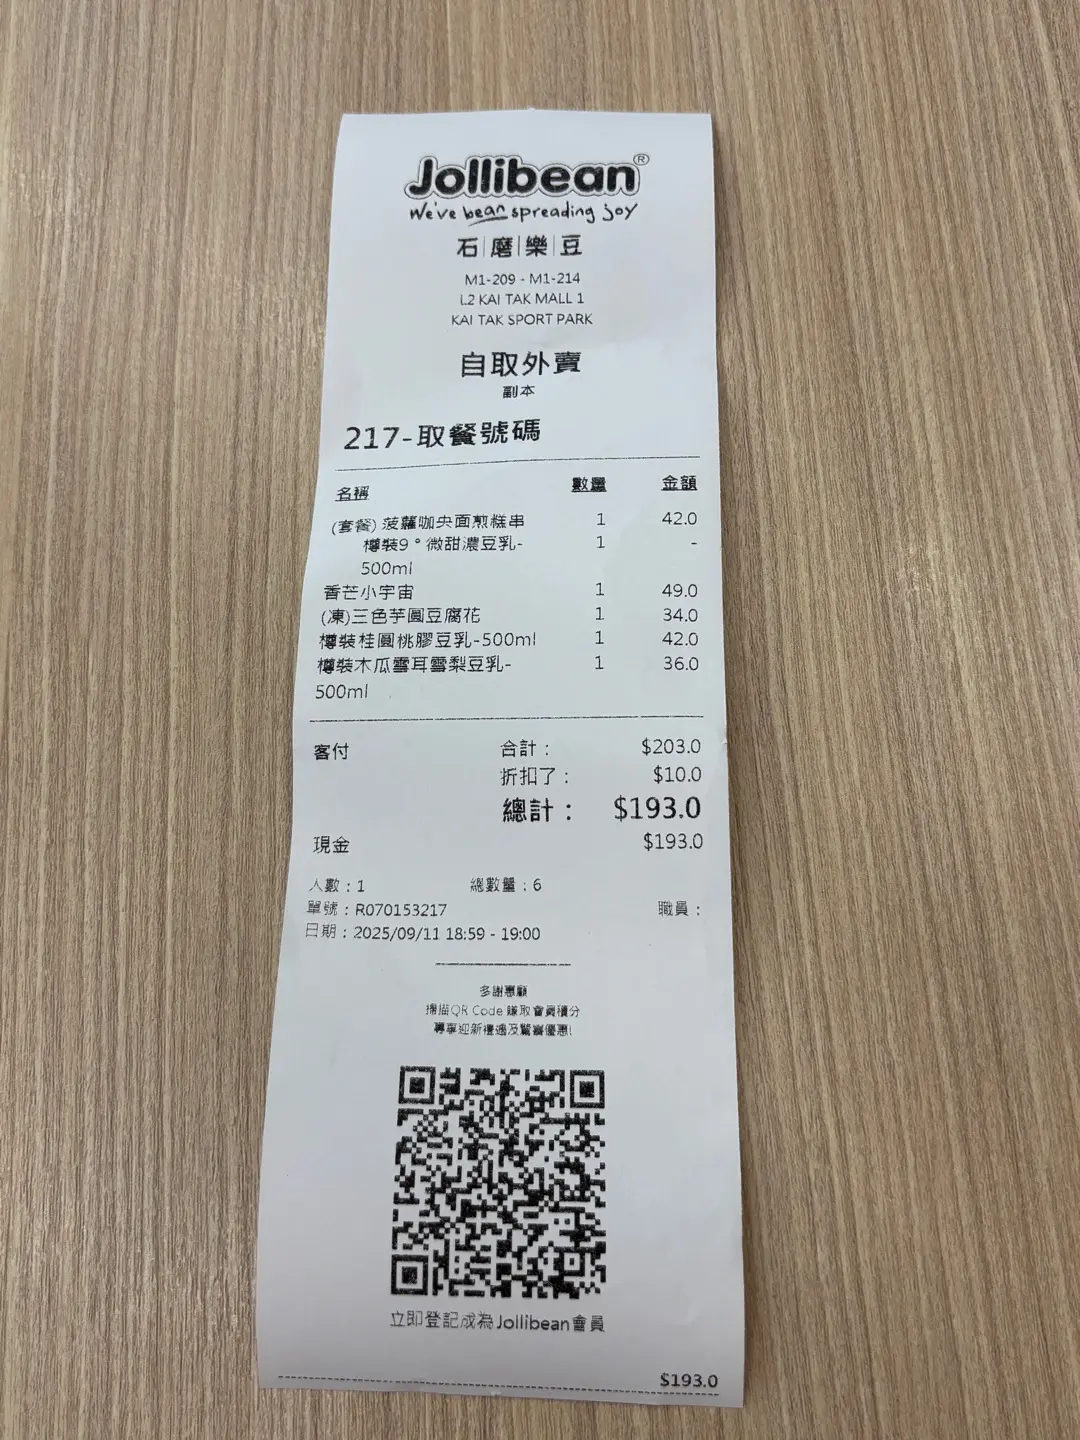 Jollibean®
We've bean spreading joy
石|磨|樂|豆
M1-209 - M1-214
L2 KAI TAK MALL 1
KAI TAK SPORT PARK
自取外賣
副本
217-取餐號碼
名稱 數量 金額
(套餐) 菠蘿咖央面煎糕串 1 42.0
樽裝9°微甜濃豆乳- 1 -
500ml
香芒小宇宙 1 49.0
(凍)三色芋圓豆腐花 1 34.0
樽裝桂圓桃膠豆乳-500ml 1 42.0
樽裝木瓜雪耳雪梨豆乳- 1 36.0
500ml
客付 合計: $203.0
折扣了: $10.0
總計: $193.0
現金 $193.0
人數:1 總數量:6
單號:R070153217 職員:
日期:2025/09/11 18:59 - 19:00
多謝惠顧
掃描QR Code 賺取會員積分
專享迎新禮遇及驚喜優惠!
立即登記成為Jollibean會員
$193.0